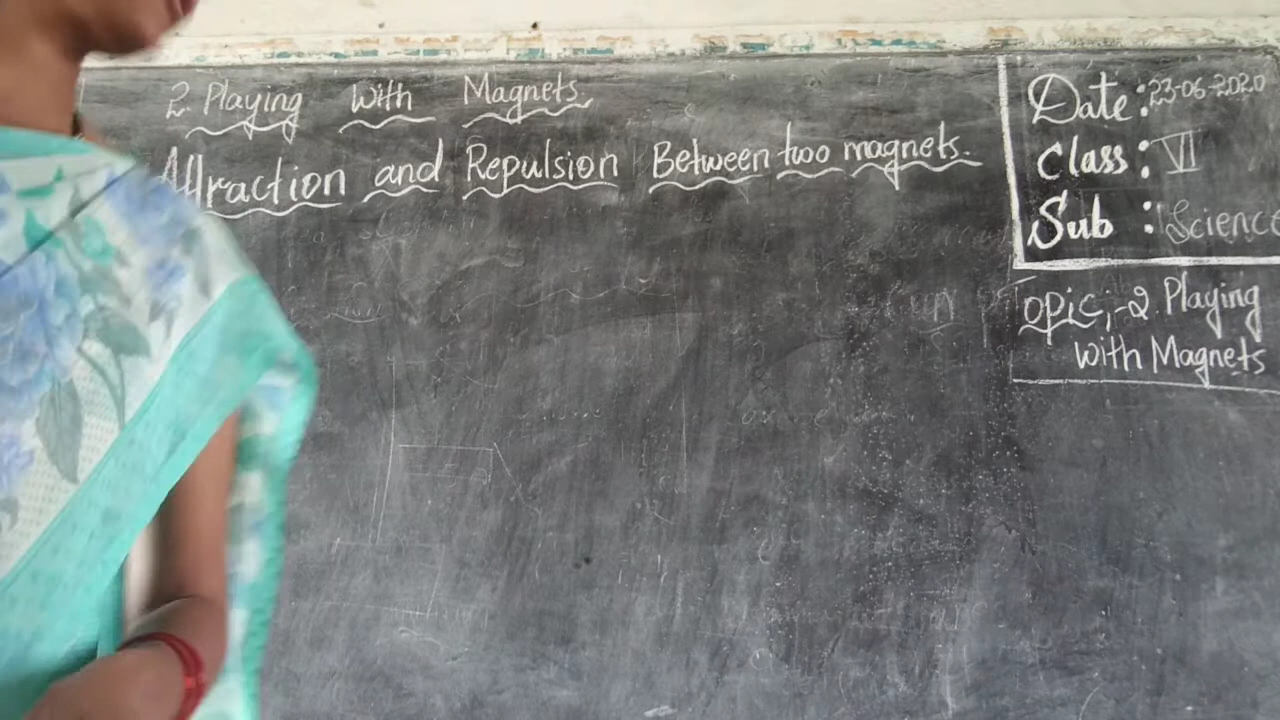 2. Playing With Magnets.
Attraction and Repulsion Between two magnets.
Date: 23-06-2020
Class: VI
Sub : Science
Topic;-2. Playing
with Magnets